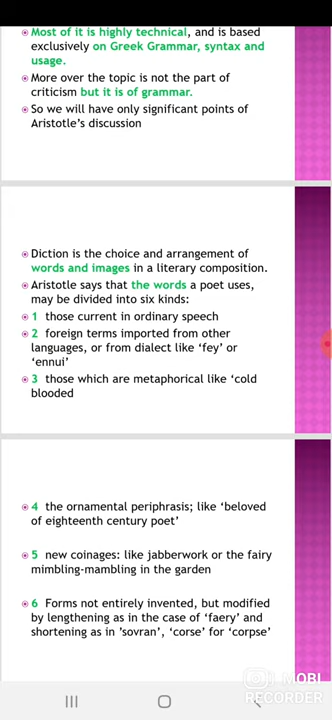 Most of it is highly technical, and is based
exclusively on Greek Grammar, syntax and
usage.
More over the topic is not the part of
criticism but it is of grammar.
So we will have only significant points of
Aristotle's discussion
Diction is the choice and arrangement of
words and images in a literary composition.
Aristotle says that the words a poet uses,
may be divided into six kinds:
1 those current in ordinary speech
2 foreign terms imported from other
languages, or from dialect like 'fey' or
'ennui'
3 those which are metaphorical like 'cold
blooded
4 the ornamental periphrasis; like 'beloved
of eighteenth century poet'
5 new coinages: like jabberwork or the fairy
mimbling-mambling in the garden
6 Forms not entirely invented, but modified
by lengthening as in the case of 'faery' and
shortening as in 'sovran', 'corse' for 'corpse'
MOBI
RECORDER